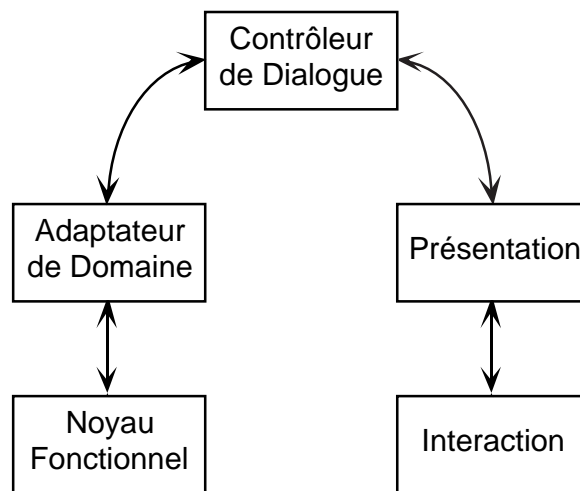 Contrôleur
de Dialogue
Adaptateur
de Domaine
Présentation
Noyau
Fonctionnel
Interaction